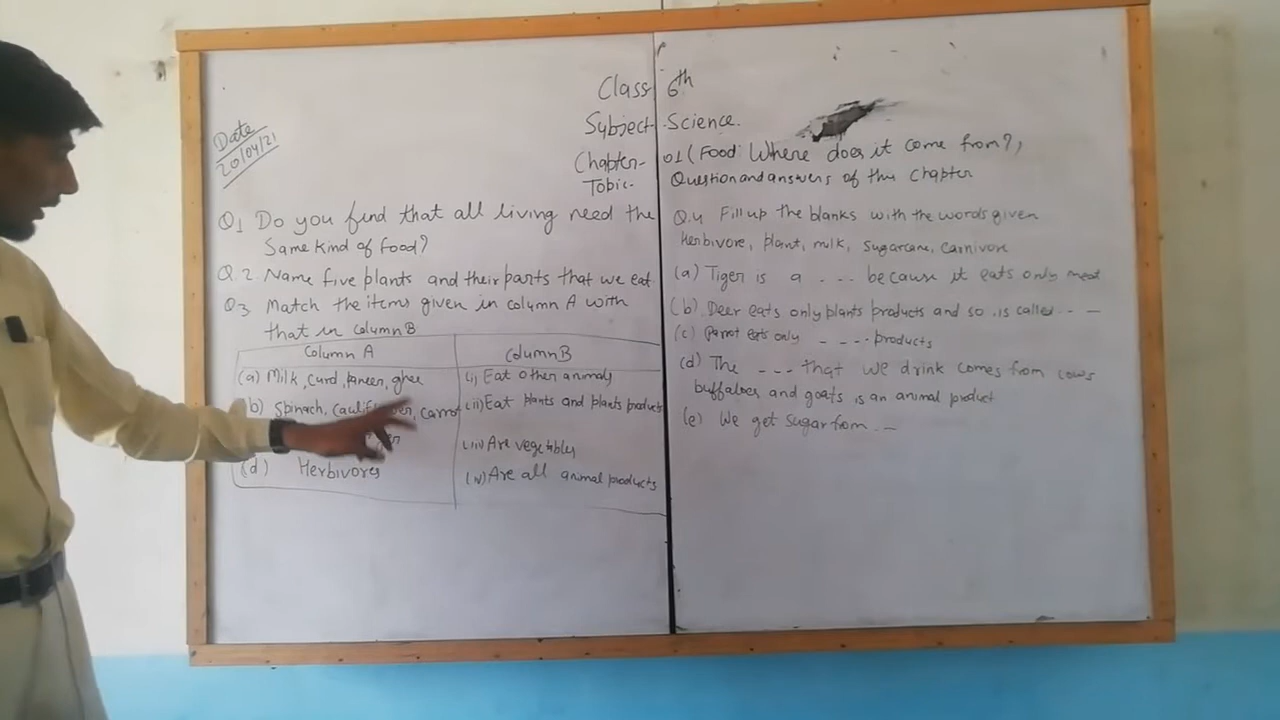 Class- 6th
Subject- Science.
Date 20/04/21
Chapter- 01 (Food Where does it come from?)
Topic- Question and answers of the chapter
Q1 Do you find that all living need the
Same kind of food?
Q.2. Name five plants and their parts that we eat.
Q3 Match the items given in column A with
that in column B
Column A Column B
(a) Milk, curd, paneer, ghee (i) Eat other animals
b) Spinach, cauliflower, carrot (ii) Eat plants and plants products
(iii) Are vegetables
(d) Herbivores (iv) Are all animal products
Q.4 Fill up the blanks with the words given
Herbivore, plant, milk, sugarcane, carnivore
(a) Tiger is a --- because it eats only meat
(b) Deer eats only plants products and so is called -- -
(c) Parrot eats only - --- products
(d) The --- that we drink comes from cows
buffaloes and goats is an animal product
(e) We get sugar from --